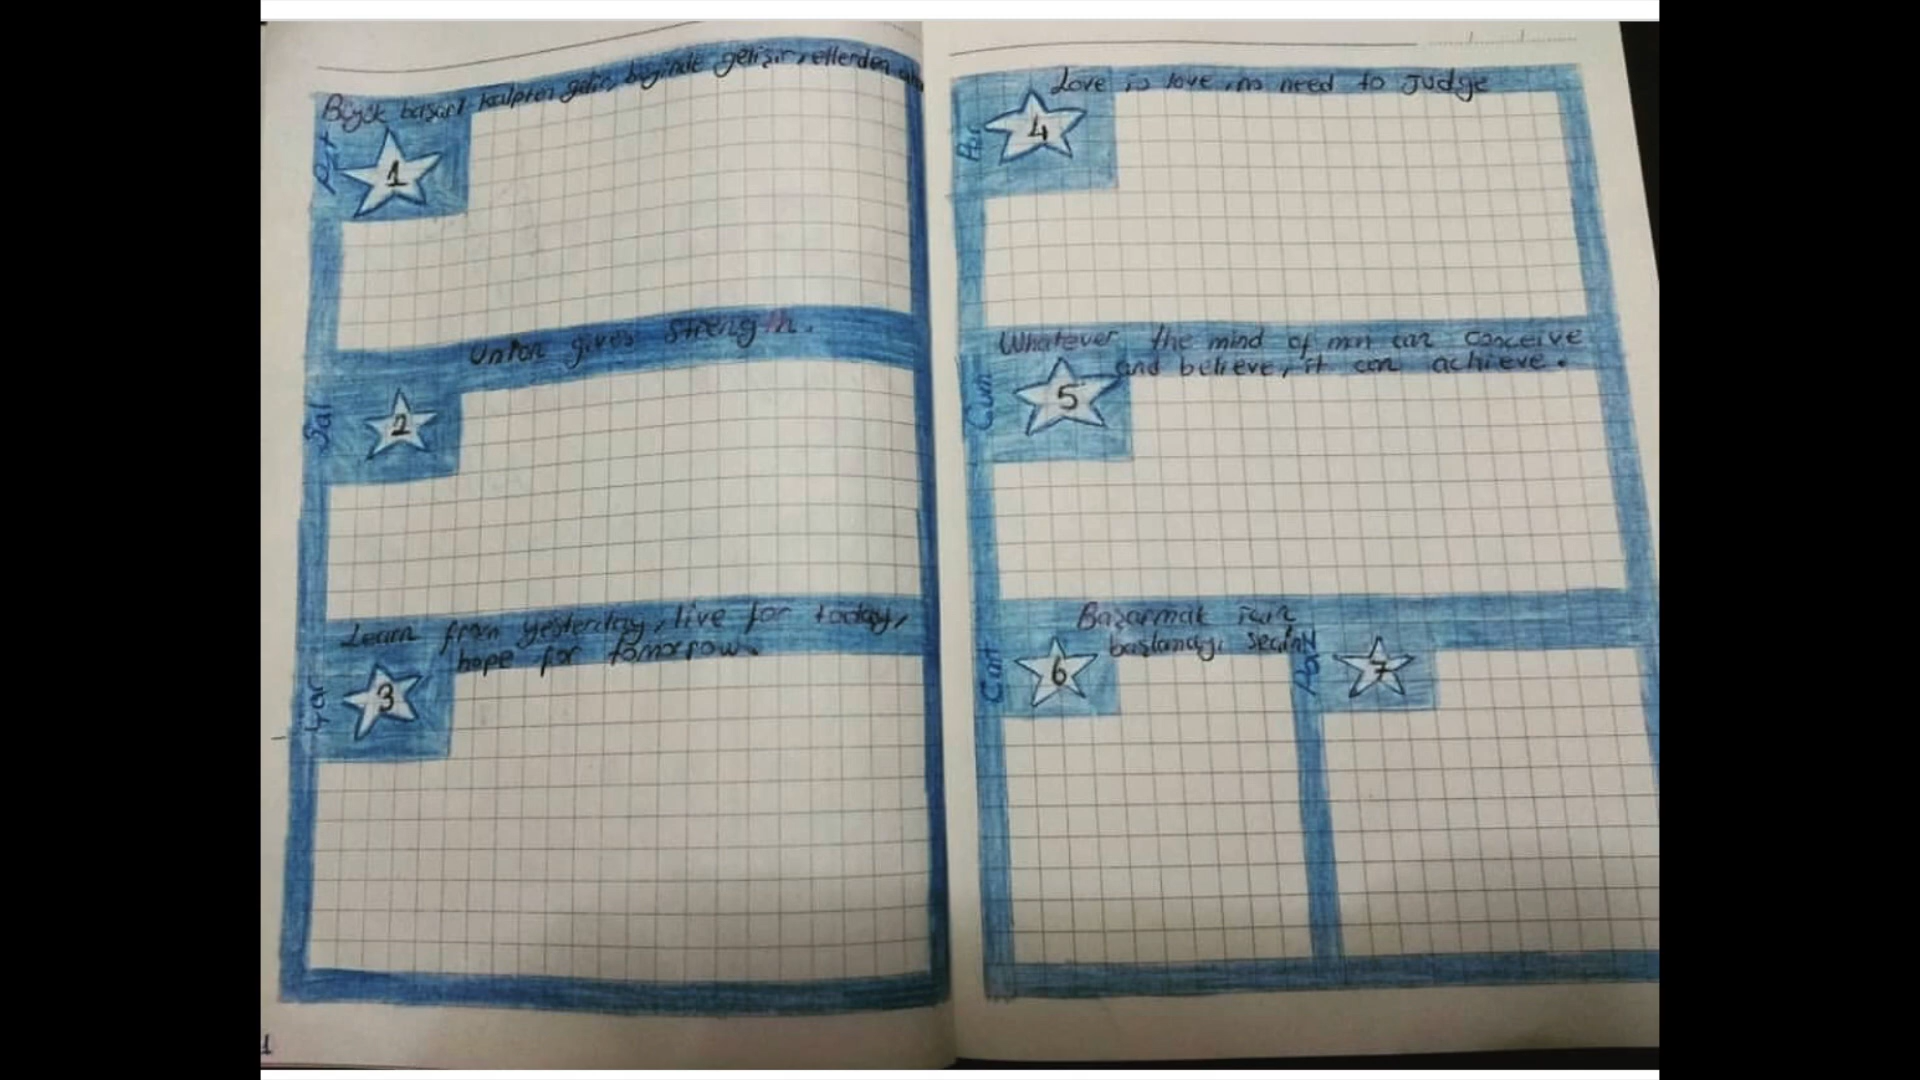 Büyük başarı kalpten gelir, beyinde gelişir, ellerden
Pzt
1
Union gives strength.
Sal
2
Learn from yesterday, live for today,
hope for tomorrow.
Çar
3
1
Love is love, no need to Judge
Per
4
Whatever the mind of man can conceive
and believe, it can achieve.
Cum
5
Başarmak için
başlamayı seçin
Cmt
6
Paz
7